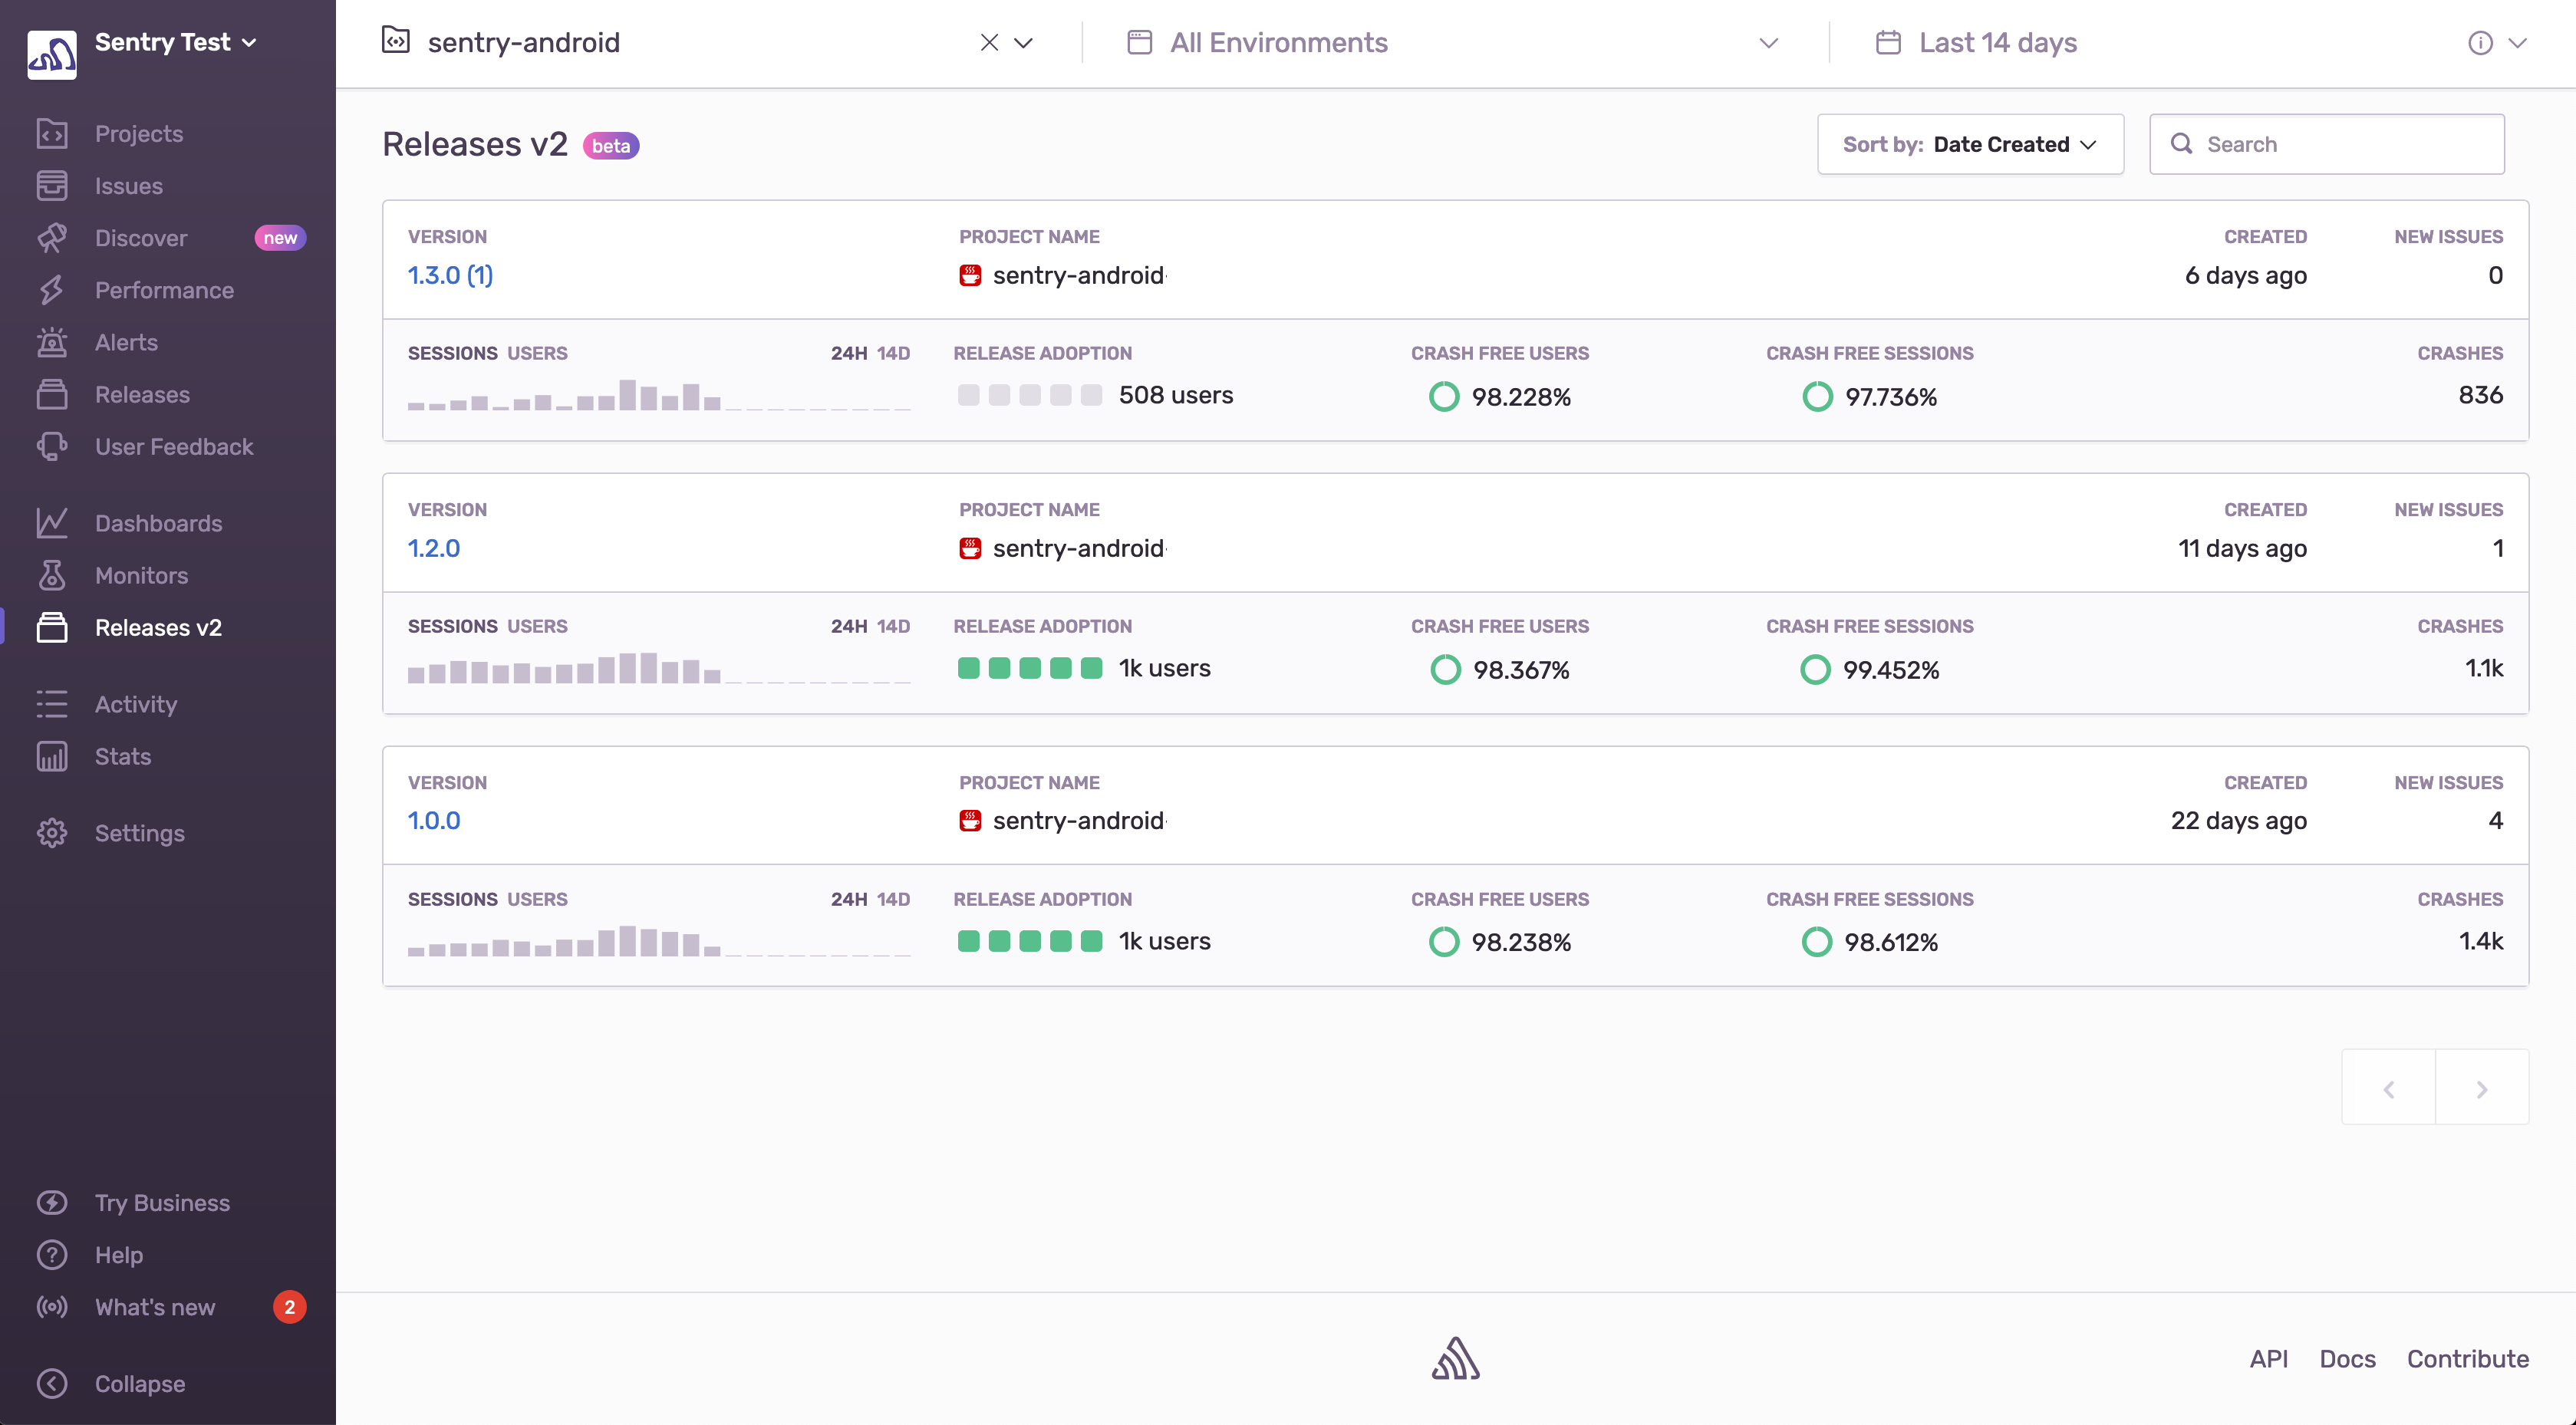 Sentry Test
Projects
Issues
Discover new
Performance
Alerts
Releases
User Feedback
Dashboards
Monitors
Releases v2
Activity
Stats
Settings
Try Business
Help
What's new 2
Collapse
sentry-android All Environments Last 14 days
Releases v2 beta Sort by: Date Created Search
VERSION PROJECT NAME CREATED NEW ISSUES
1.3.0 (1) sentry-android 6 days ago 0
SESSIONS USERS 24H 14D RELEASE ADOPTION CRASH FREE USERS CRASH FREE SESSIONS CRASHES
508 users 98.228% 97.736% 836
VERSION PROJECT NAME CREATED NEW ISSUES
1.2.0 sentry-android 11 days ago 1
SESSIONS USERS 24H 14D RELEASE ADOPTION CRASH FREE USERS CRASH FREE SESSIONS CRASHES
1k users 98.367% 99.452% 1.1k
VERSION PROJECT NAME CREATED NEW ISSUES
1.0.0 sentry-android 22 days ago 4
SESSIONS USERS 24H 14D RELEASE ADOPTION CRASH FREE USERS CRASH FREE SESSIONS CRASHES
1k users 98.238% 98.612% 1.4k
API Docs Contribute